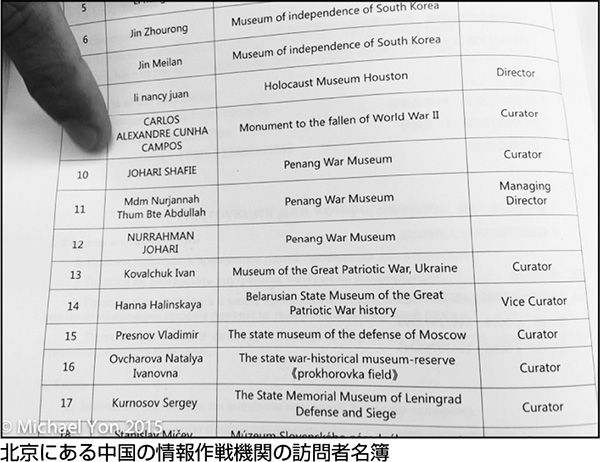 5
6 Jin Zhourong Museum of independence of South Korea
Jin Meilan Museum of independence of South Korea
li nancy juan Holocaust Museum Houston Director
CARLOS
ALEXANDRE CUNHA Monument to the fallen of World War II Curator
CAMPOS
10 JOHARI SHAFIE Penang War Museum Curator
11 Mdm Nurjannah Penang War Museum Managing
Thum Bte Abdullah Director
12 NURRAHMAN Penang War Museum
JOHARI
13 Kovalchuk Ivan Museum of the Great Patriotic War, Ukraine Curator
14 Hanna Halinskaya Belarusian State Museum of the Great Vice Curator
Patriotic War history
15 Presnov Vladimir The state museum of the defense of Moscow Curator
16 Ovcharova Natalya The state war-historical museum-reserve Curator
Ivanovna 《prokhorovka field》
17 Kurnosov Sergey The State Memorial Museum of Leningrad Curator
Defense and Siege
18 Stanislav Mičev Múzeum Slovenského
© Michael Yon, 2015
北京にある中国の情報作戦機関の訪問者名簿